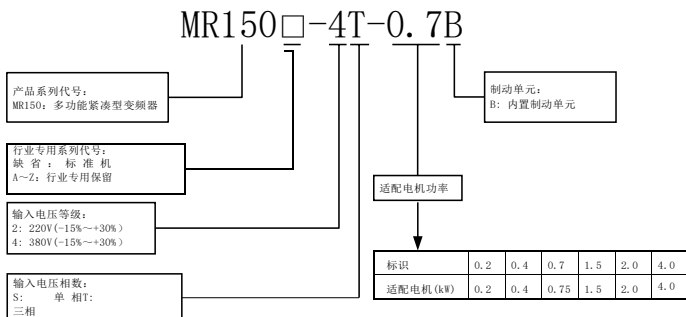 MR150□-4T-0.7B
产品系列代号：
MR150：多功能紧凑型变频器
制动单元：
B：内置制动单元
行业专用系列代号：
缺省：标准机
A～Z：行业专用保留
适配电机功率
输入电压等级：
2：220V(-15%～+30%)
4：380V(-15%～+30%)
输入电压相数：
S： 单 相T：
三相
标识 0.2 0.4 0.7 1.5 2.0 4.0
适配电机(kW) 0.2 0.4 0.75 1.5 2.0 4.0